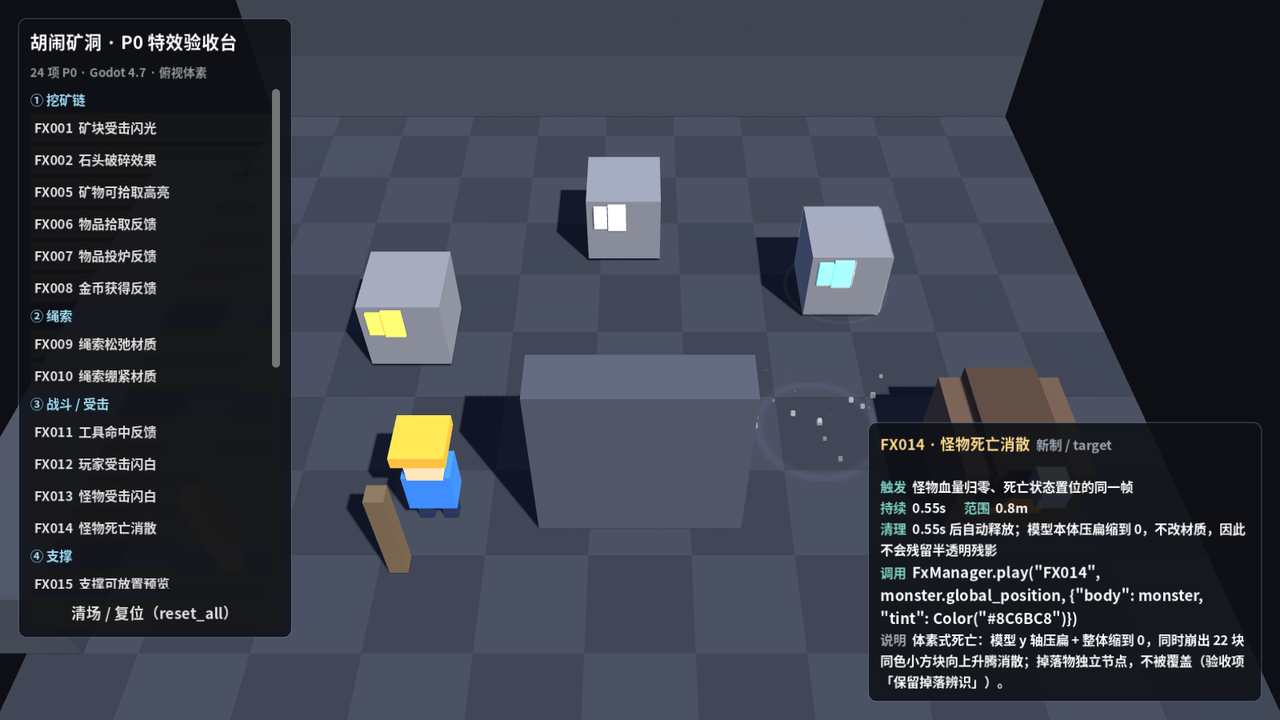 胡闹矿洞 · P0 特效验收台
24 项 P0 · Godot 4.7 · 俯视体素
① 挖矿链
FX001 矿块受击闪光
FX002 石头破碎效果
FX005 矿物可拾取高亮
FX006 物品拾取反馈
FX007 物品投炉反馈
FX008 金币获得反馈
② 绳索
FX009 绳索松弛材质
FX010 绳索绷紧材质
③ 战斗 / 受击
FX011 工具命中反馈
FX012 玩家受击闪白
FX013 怪物受击闪白
FX014 怪物死亡消散
④ 支撑
FX015 支撑可放置预览
清场 / 复位（reset_all）
FX014 · 怪物死亡消散 新制 / target
触发 怪物血量归零、死亡状态置位的同一帧
持续 0.55s 范围 0.8m
清理 0.55s 后自动释放；模型本体压扁缩到 0，不改材质，因此
不会残留半透明残影
调用 FxManager.play("FX014",
monster.global_position, {"body": monster,
"tint": Color("#8C6BC8")})
说明 体素式死亡：模型 y 轴压扁 + 整体缩到 0，同时崩出 22 块
同色小方块向上升腾消散；掉落物独立节点，不被覆盖（验收项
「保留掉落辨识」）。